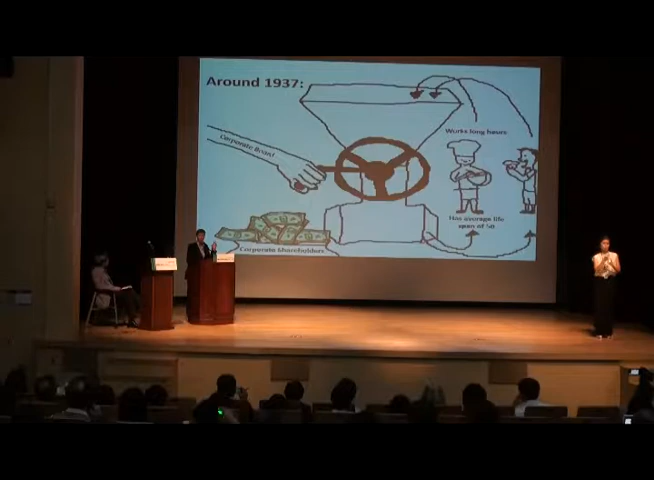 Around 1937:
Corporate Board
Works long hours
Has average life
span of 50
Corporate Shareholders